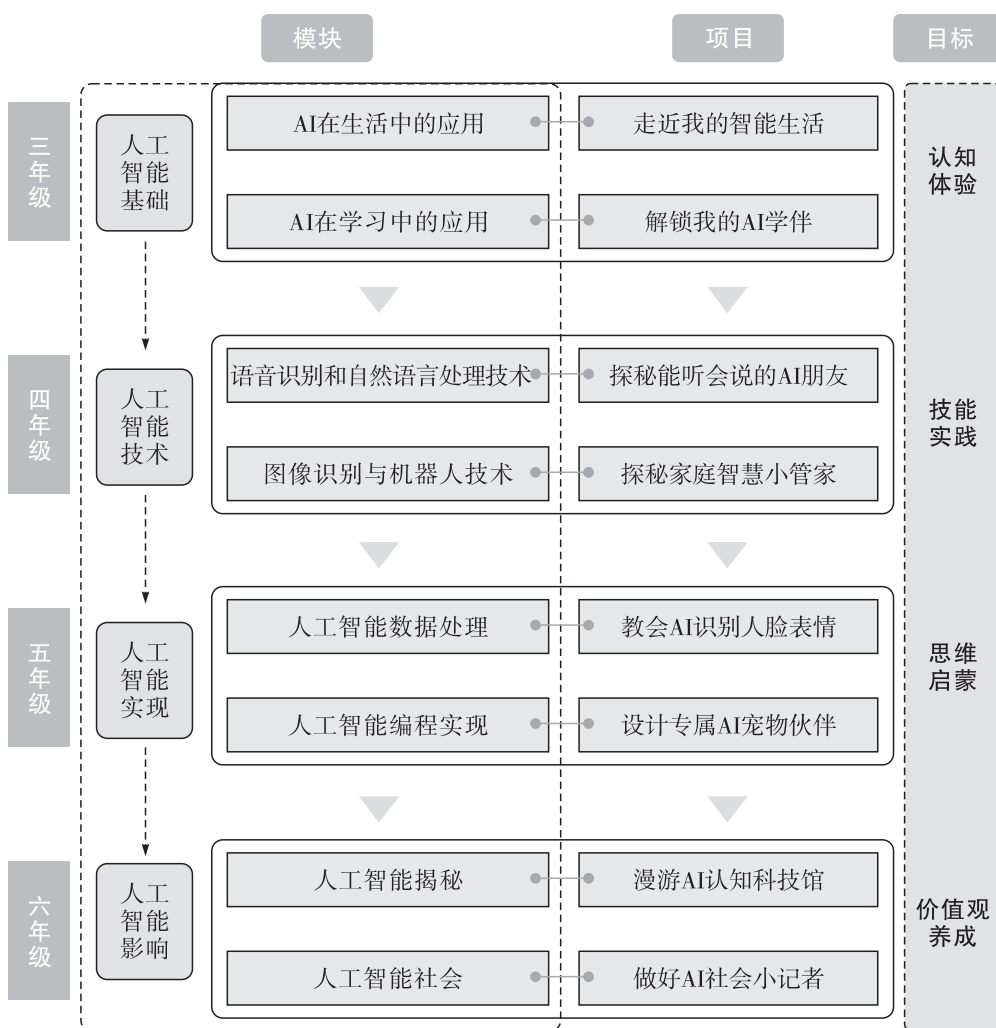 模块
项目
目标
三年级
人工
智能
基础
AI在生活中的应用
走近我的智能生活
AI在学习中的应用
解锁我的AI学伴
认知
体验
四年级
人工
智能
技术
语音识别和自然语言处理技术
探秘能听会说的AI朋友
图像识别与机器人技术
探秘家庭智慧小管家
技能
实践
五年级
人工
智能
实现
人工智能数据处理
教会AI识别人脸表情
人工智能编程实现
设计专属AI宠物伙伴
思维
启蒙
六年级
人工
智能
影响
人工智能揭秘
漫游AI认知科技馆
人工智能社会
做好AI社会小记者
价值观
养成